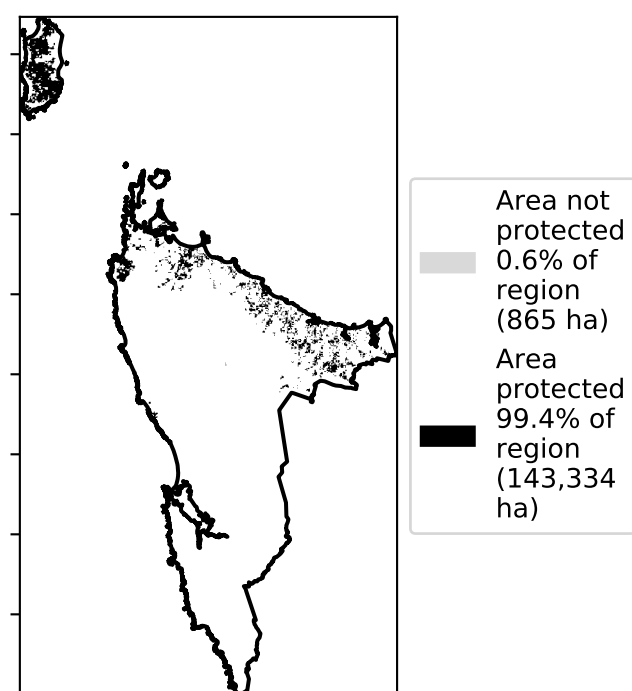 Area not
protected
0.6% of
region
(865 ha)
Area
protected
99.4% of
region
(143,334
ha)